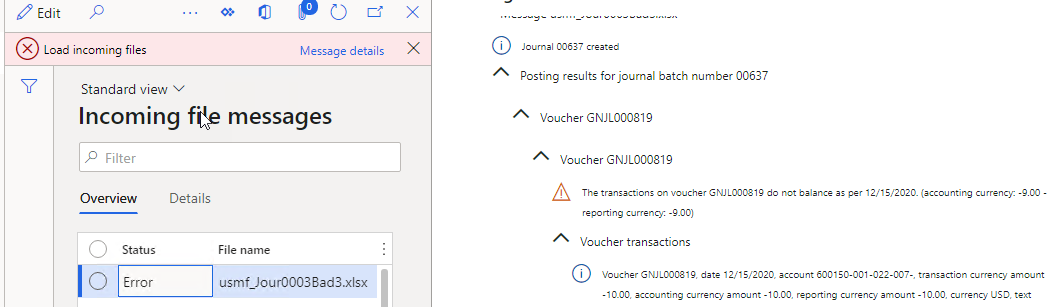 Edit
0
Load incoming files
Message details
Standard view
Incoming file messages
Filter
Overview
Details
Status
File name
Error
usmf_Jour0003Bad3.xlsx
Message usmf_Jour0003Bad3.xlsx
Journal 00637 created
Posting results for journal batch number 00637
Voucher GNJL000819
Voucher GNJL000819
The transactions on voucher GNJL000819 do not balance as per 12/15/2020. (accounting currency: -9.00 -
reporting currency: -9.00)
Voucher transactions
Voucher GNJL000819, date 12/15/2020, account 600150-001-022-007-, transaction currency amount
-10.00, accounting currency amount -10.00, reporting currency amount -10.00, currency USD, text